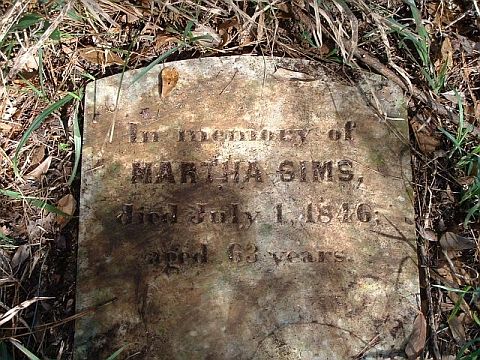 In memory of
MARTHA SIMS,
died July 1, 1846;
aged 63 years.